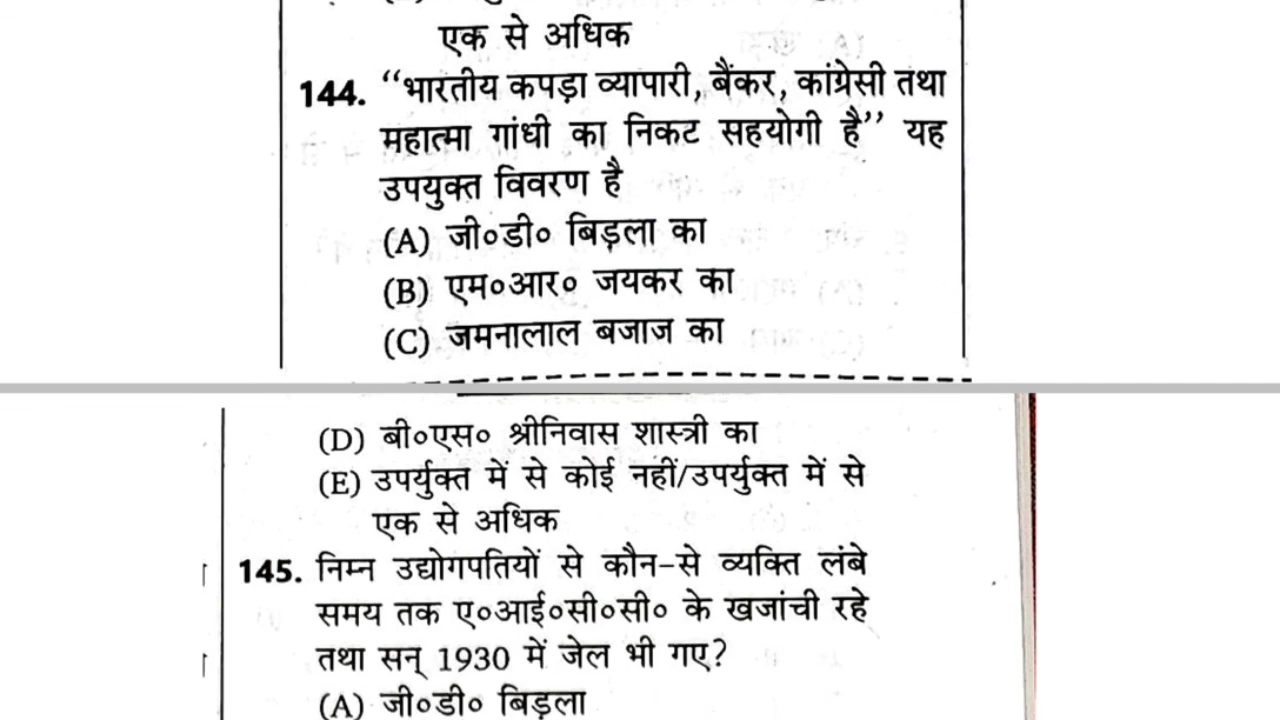 एक से अधिक
144. “भारतीय कपड़ा व्यापारी, बैंकर, कांग्रेसी तथा
महात्मा गांधी का निकट सहयोगी है” यह
उपयुक्त विवरण है
(A) जी०डी० बिड़ला का
(B) एम०आर० जयकर का
(C) जमनालाल बजाज का
(D) बी०एस० श्रीनिवास शास्त्री का
(E) उपर्युक्त में से कोई नहीं/उपर्युक्त में से
एक से अधिक
145. निम्न उद्योगपतियों से कौन-से व्यक्ति लंबे
समय तक ए०आई०सी०सी० के खजांची रहे
तथा सन् 1930 में जेल भी गए?
(A) जी०डी० बिड़ला